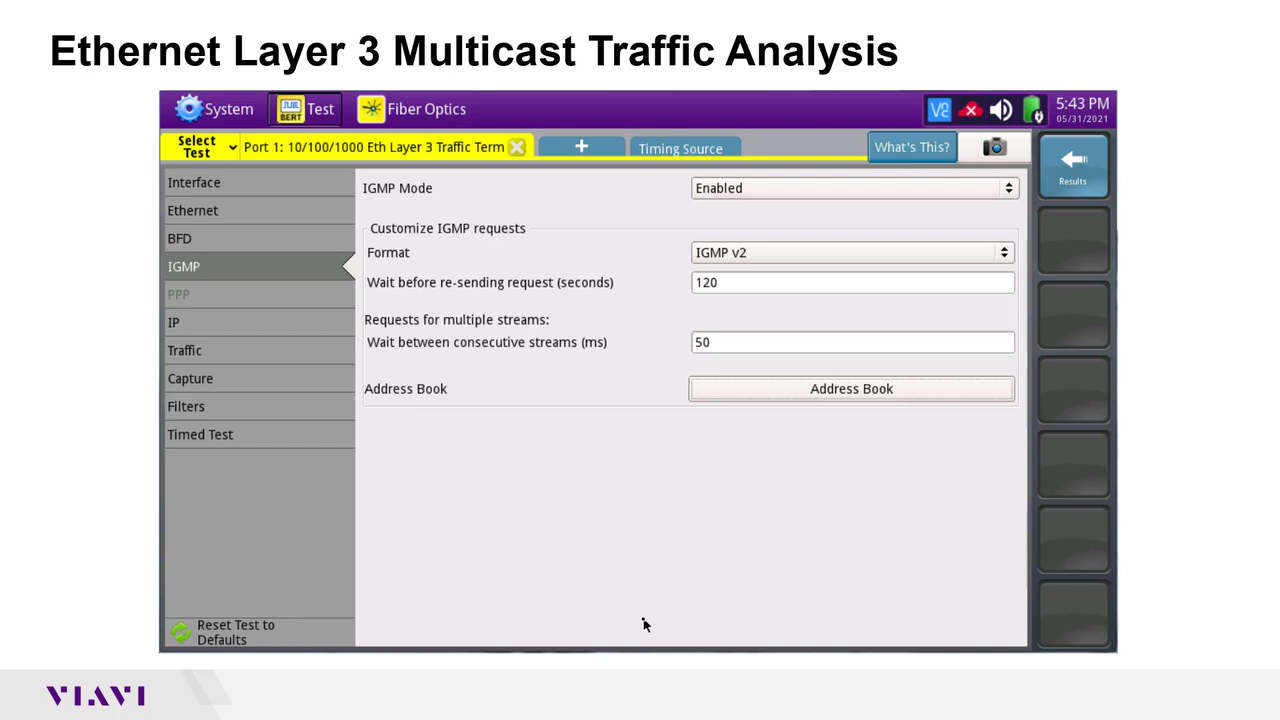 Ethernet Layer 3 Multicast Traffic Analysis
System
Test
Fiber Optics
5:43 PM
05/31/2021
Select Test
Port 1: 10/100/1000 Eth Layer 3 Traffic Term
+
Timing Source
What's This?
Results
Interface
Ethernet
BFD
IGMP
PPP
IP
Traffic
Capture
Filters
Timed Test
Reset Test to
Defaults
IGMP Mode
Enabled
Customize IGMP requests
Format
IGMP v2
Wait before re-sending request (seconds)
120
Requests for multiple streams:
Wait between consecutive streams (ms)
50
Address Book
Address Book
VIAVI